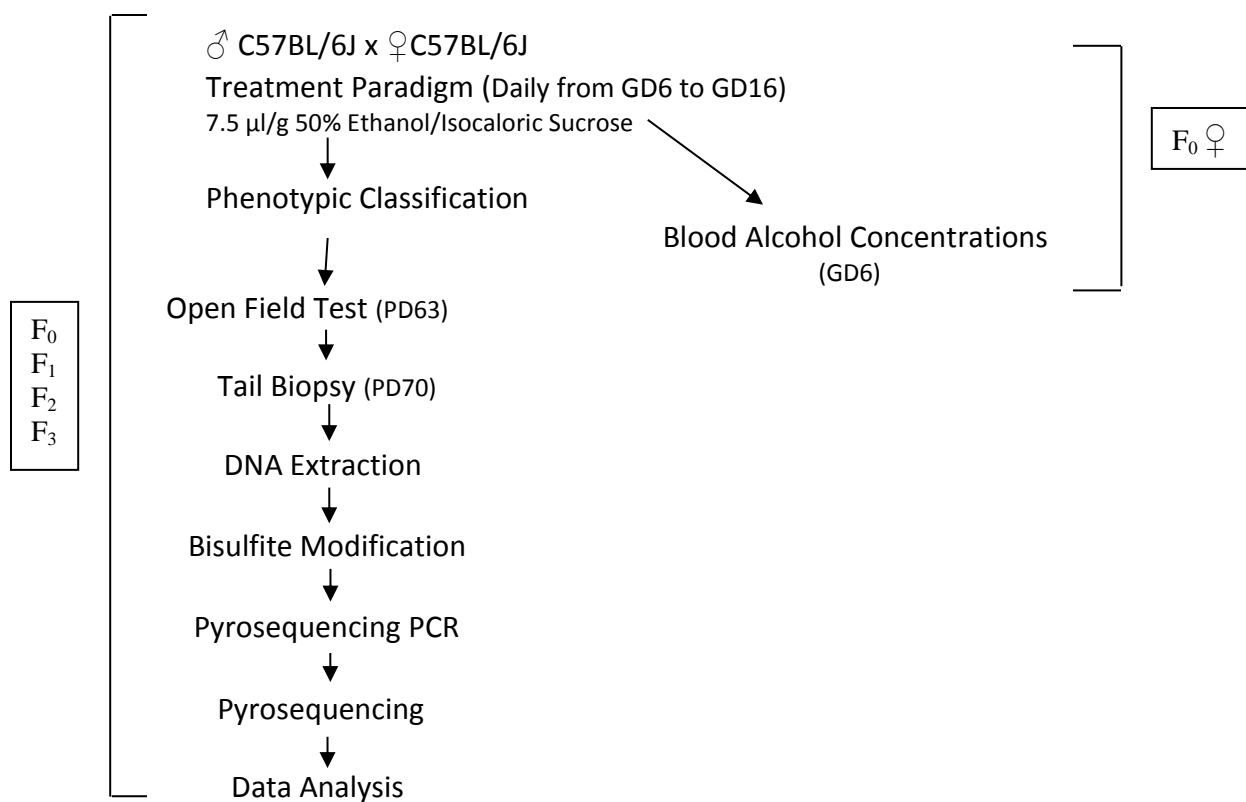 ♂ C57BL/6J x ♀C57BL/6J
Treatment Paradigm (Daily from GD6 to GD16)
7.5 µl/g 50% Ethanol/Isocaloric Sucrose
F₀ ♀
Phenotypic Classification
Blood Alcohol Concentrations
(GD6)
Open Field Test (PD63)
F₀
F₁
F₂
F₃
Tail Biopsy (PD70)
DNA Extraction
Bisulfite Modification
Pyrosequencing PCR
Pyrosequencing
Data Analysis